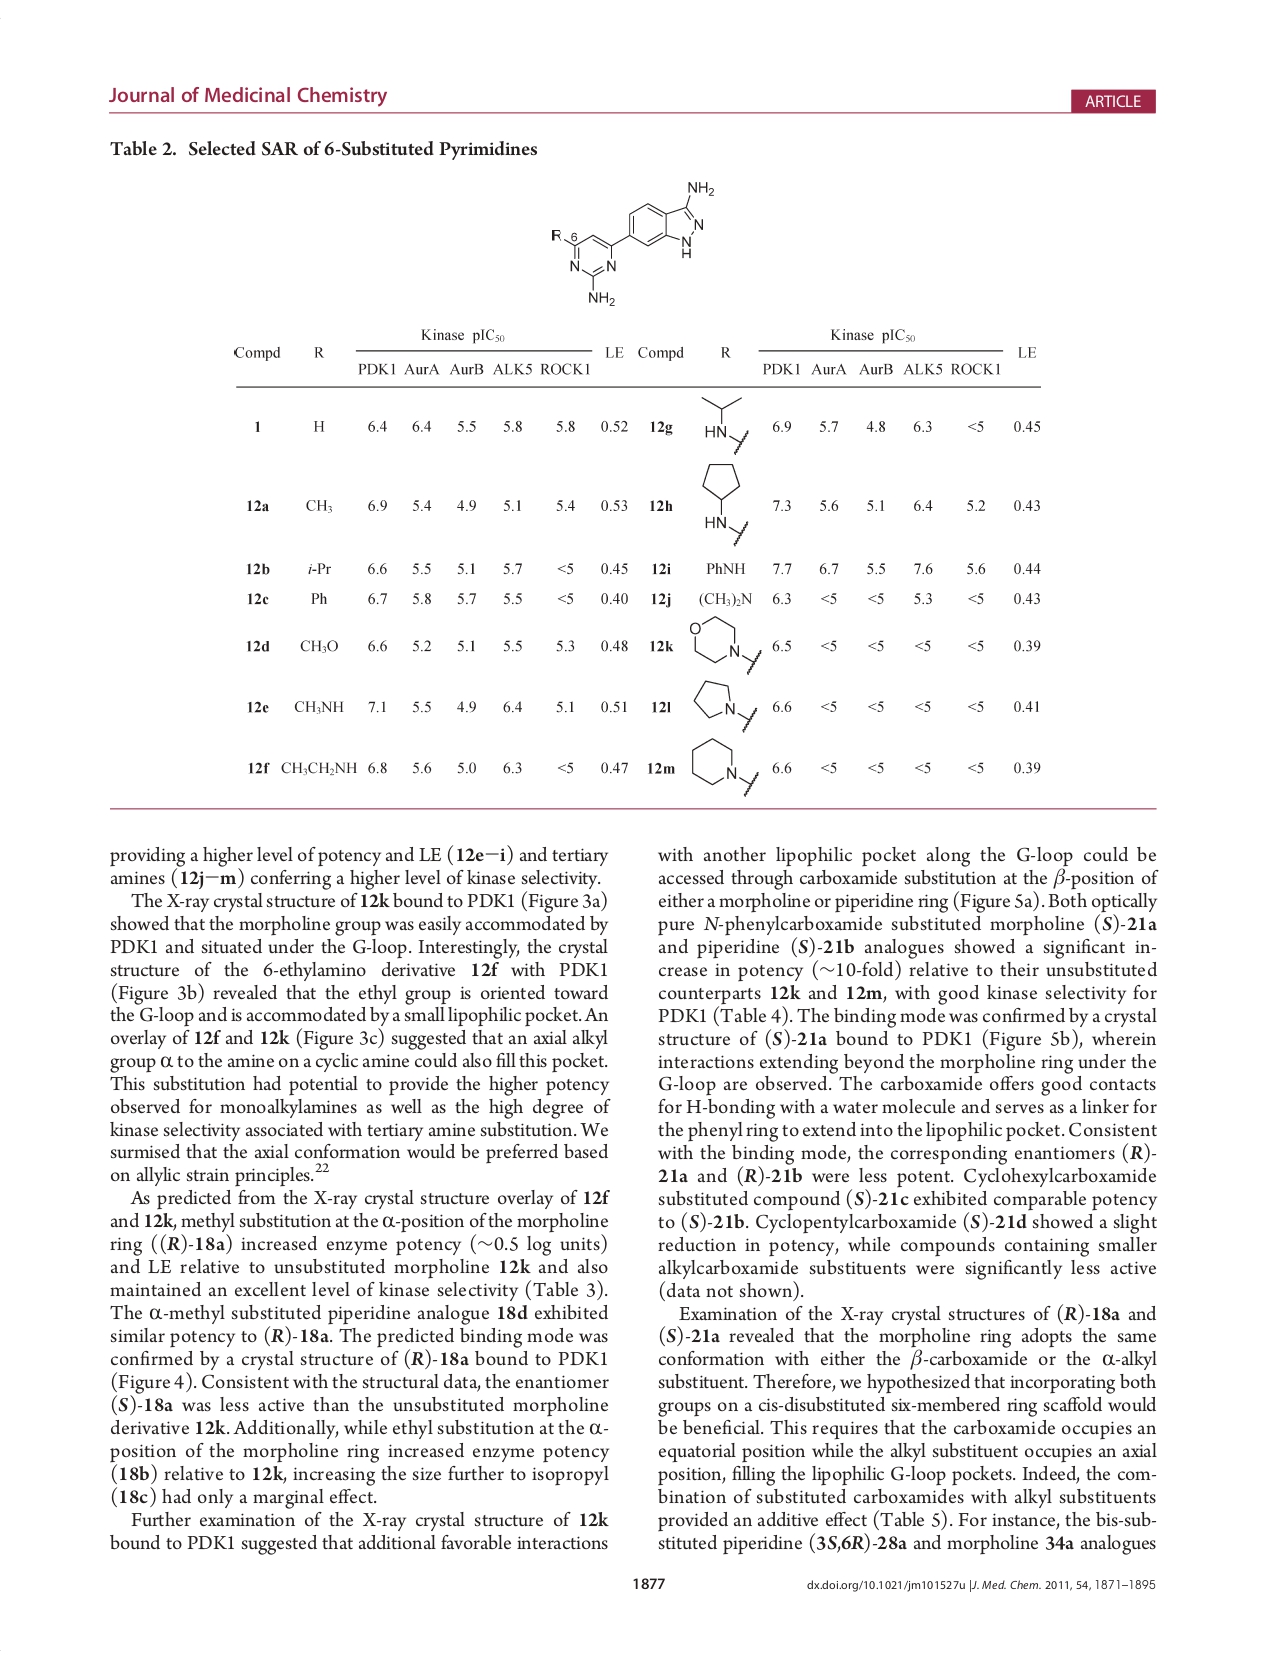 Journal of Medicinal Chemistry
ARTICLE
Table 2. Selected SAR of 6-Substituted Pyrimidines
NH2
R 6
N
N
H
N N
NH2
Kinase pIC50 Kinase pIC50
Compd R LE Compd R LE
PDK1 AurA AurB ALK5 ROCK1 PDK1 AurA AurB ALK5 ROCK1
1 H 6.4 6.4 5.5 5.8 5.8 0.52 12g HN 6.9 5.7 4.8 6.3 <5 0.45
12a CH3 6.9 5.4 4.9 5.1 5.4 0.53 12h HN 7.3 5.6 5.1 6.4 5.2 0.43
12b i-Pr 6.6 5.5 5.1 5.7 <5 0.45 12i PhNH 7.7 6.7 5.5 7.6 5.6 0.44
12c Ph 6.7 5.8 5.7 5.5 <5 0.40 12j (CH3)2N 6.3 <5 <5 5.3 <5 0.43
12d CH3O 6.6 5.2 5.1 5.5 5.3 0.48 12k O N 6.5 <5 <5 <5 <5 0.39
12e CH3NH 7.1 5.5 4.9 6.4 5.1 0.51 12l N 6.6 <5 <5 <5 <5 0.41
12f CH3CH2NH 6.8 5.6 5.0 6.3 <5 0.47 12m N 6.6 <5 <5 <5 <5 0.39
providing a higher level of potency and LE (12e−i) and tertiary
amines (12j−m) conferring a higher level of kinase selectivity.
The X-ray crystal structure of 12k bound to PDK1 (Figure 3a)
showed that the morpholine group was easily accommodated by
PDK1 and situated under the G-loop. Interestingly, the crystal
structure of the 6-ethylamino derivative 12f with PDK1
(Figure 3b) revealed that the ethyl group is oriented toward
the G-loop and is accommodated by a small lipophilic pocket. An
overlay of 12f and 12k (Figure 3c) suggested that an axial alkyl
group α to the amine on a cyclic amine could also fill this pocket.
This substitution had potential to provide the higher potency
observed for monoalkylamines as well as the high degree of
kinase selectivity associated with tertiary amine substitution. We
surmised that the axial conformation would be preferred based
on allylic strain principles.22
As predicted from the X-ray crystal structure overlay of 12f
and 12k, methyl substitution at the α-position of the morpholine
ring ((R)-18a) increased enzyme potency (∼0.5 log units)
and LE relative to unsubstituted morpholine 12k and also
maintained an excellent level of kinase selectivity (Table 3).
The α-methyl substituted piperidine analogue 18d exhibited
similar potency to (R)-18a. The predicted binding mode was
confirmed by a crystal structure of (R)-18a bound to PDK1
(Figure 4). Consistent with the structural data, the enantiomer
(S)-18a was less active than the unsubstituted morpholine
derivative 12k. Additionally, while ethyl substitution at the α-
position of the morpholine ring increased enzyme potency
(18b) relative to 12k, increasing the size further to isopropyl
(18c) had only a marginal effect.
Further examination of the X-ray crystal structure of 12k
bound to PDK1 suggested that additional favorable interactions
with another lipophilic pocket along the G-loop could be
accessed through carboxamide substitution at the β-position of
either a morpholine or piperidine ring (Figure 5a). Both optically
pure N-phenylcarboxamide substituted morpholine (S)-21a
and piperidine (S)-21b analogues showed a significant in-
crease in potency (∼10-fold) relative to their unsubstituted
counterparts 12k and 12m, with good kinase selectivity for
PDK1 (Table 4). The binding mode was confirmed by a crystal
structure of (S)-21a bound to PDK1 (Figure 5b), wherein
interactions extending beyond the morpholine ring under the
G-loop are observed. The carboxamide offers good contacts
for H-bonding with a water molecule and serves as a linker for
the phenyl ring to extend into the lipophilic pocket. Consistent
with the binding mode, the corresponding enantiomers (R)-
21a and (R)-21b were less potent. Cyclohexylcarboxamide
substituted compound (S)-21c exhibited comparable potency
to (S)-21b. Cyclopentylcarboxamide (S)-21d showed a slight
reduction in potency, while compounds containing smaller
alkylcarboxamide substituents were significantly less active
(data not shown).
Examination of the X-ray crystal structures of (R)-18a and
(S)-21a revealed that the morpholine ring adopts the same
conformation with either the β-carboxamide or the α-alkyl
substituent. Therefore, we hypothesized that incorporating both
groups on a cis-disubstituted six-membered ring scaffold would
be beneficial. This requires that the carboxamide occupies an
equatorial position while the alkyl substituent occupies an axial
position, filling the lipophilic G-loop pockets. Indeed, the com-
bination of substituted carboxamides with alkyl substituents
provided an additive effect (Table 5). For instance, the bis-sub-
stituted piperidine (3S,6R)-28a and morpholine 34a analogues
1877
dx.doi.org/10.1021/jm101527u |J. Med. Chem. 2011, 54, 1871–1895